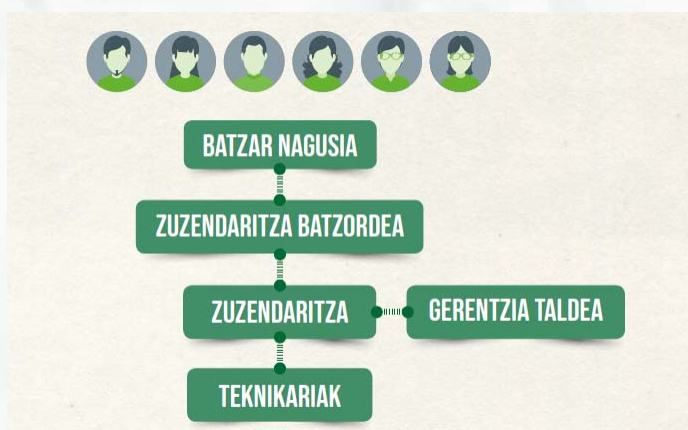 BATZAR NAGUSIA
ZUZENDARITZA BATZORDEA
ZUZENDARITZA
GERENTZIA TALDEA
TEKNIKARIAK